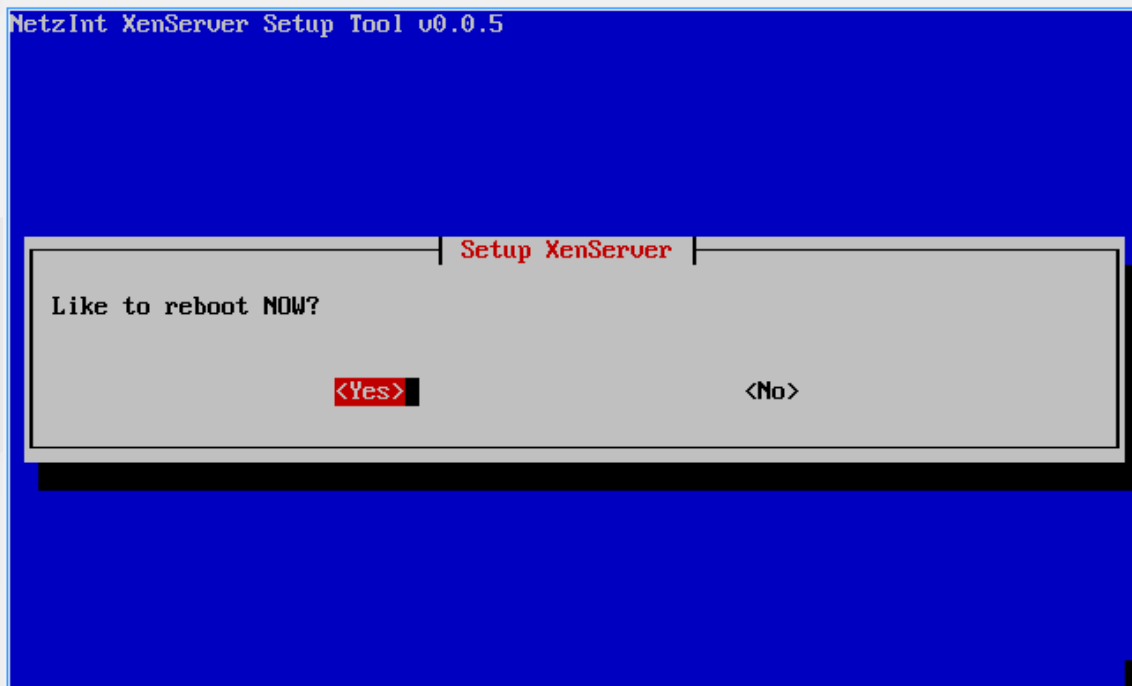 NetzInt XenServer Setup Tool v0.0.5
Setup XenServer
Like to reboot NOW?
<Yes> <No>